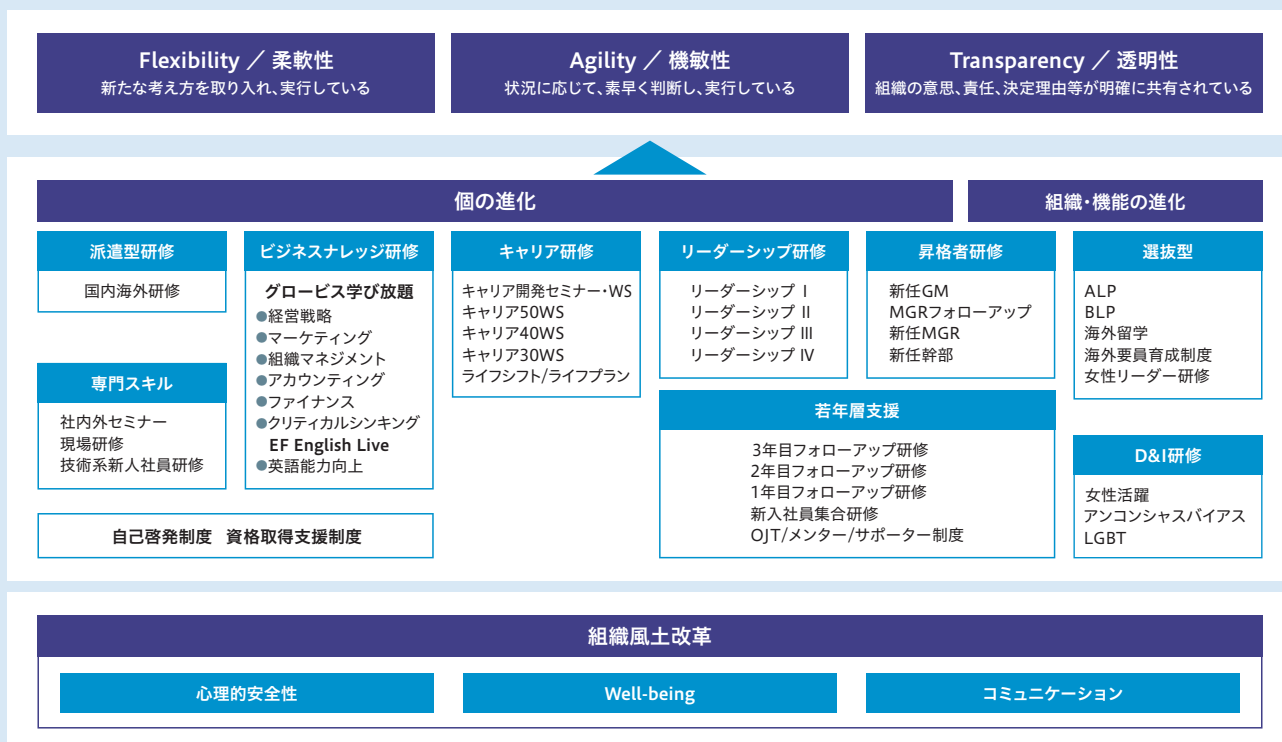 Flexibility ／ 柔軟性
新たな考え方を取り入れ、実行している
Agility ／ 機敏性
状況に応じて、素早く判断し、実行している
Transparency ／ 透明性
組織の意思、責任、決定理由等が明確に共有されている
個の進化
組織・機能の進化
派遣型研修
国内海外研修
専門スキル
社内外セミナー
現場研修
技術系新人社員研修
ビジネスナレッジ研修
グロービス学び放題
●経営戦略
●マーケティング
●組織マネジメント
●アカウンティング
●ファイナンス
●クリティカルシンキング
EF English Live
●英語能力向上
自己啓発制度 資格取得支援制度
キャリア研修
キャリア開発セミナー・WS
キャリア50WS
キャリア40WS
キャリア30WS
ライフシフト/ライフプラン
リーダーシップ研修
リーダーシップ I
リーダーシップ II
リーダーシップ III
リーダーシップ IV
昇格者研修
新任GM
MGRフォローアップ
新任MGR
新任幹部
若年層支援
3年目フォローアップ研修
2年目フォローアップ研修
1年目フォローアップ研修
新入社員集合研修
OJT/メンター/サポーター制度
選抜型
ALP
BLP
海外留学
海外要員育成制度
女性リーダー研修
D&I研修
女性活躍
アンコンシャスバイアス
LGBT
組織風土改革
心理的安全性
Well-being
コミュニケーション